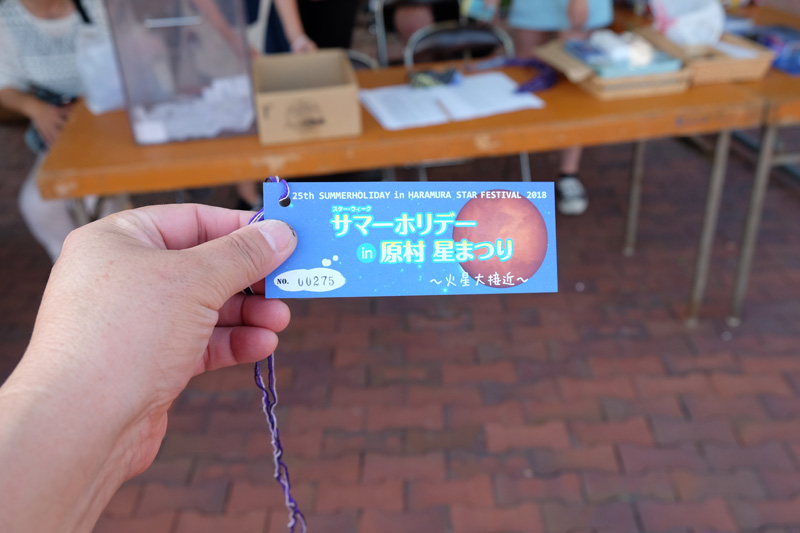 25th SUMMERHOLIDAY in HARAMURA STAR FESTIVAL 2018
スターウィーク
サマーホリデー
in 原村 星まつり
NO. 00275
～火星大接近～